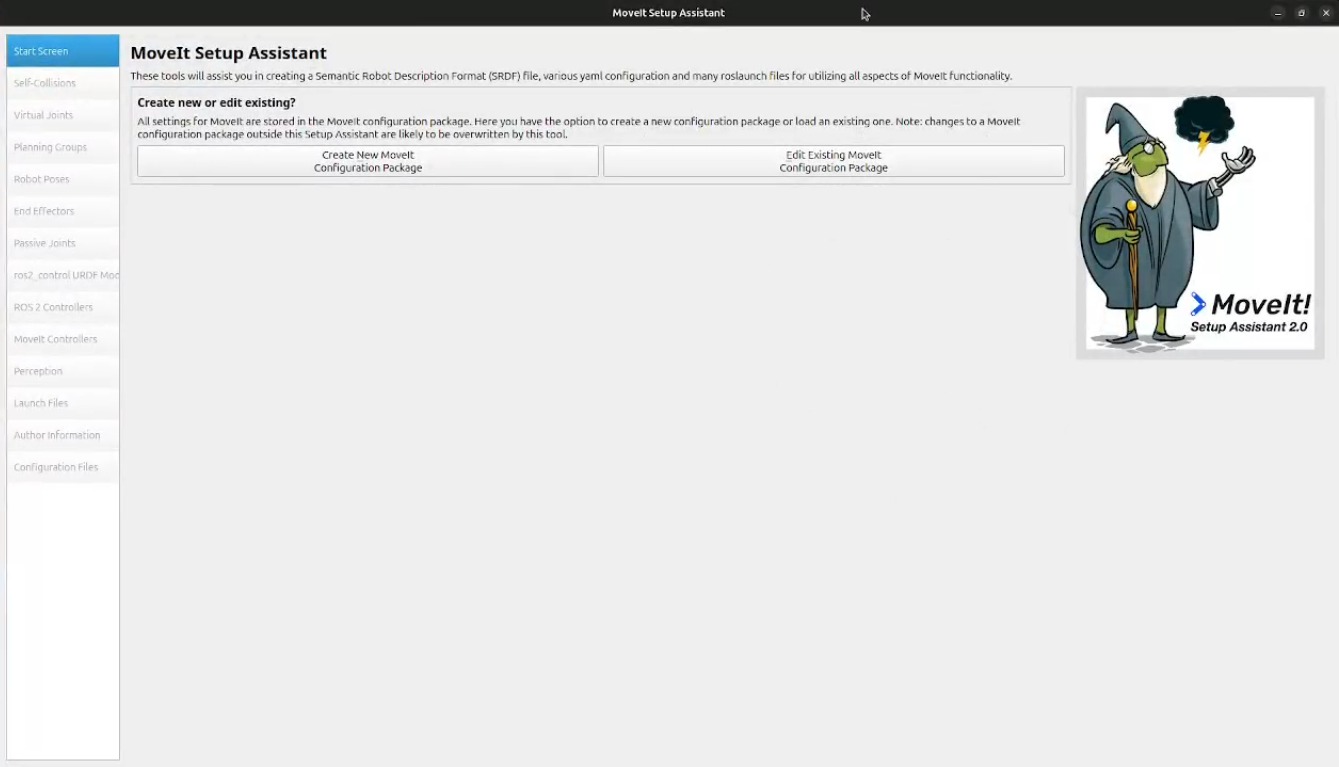 MoveIt Setup Assistant
Start Screen
Self-Collisions
Virtual Joints
Planning Groups
Robot Poses
End Effectors
Passive Joints
ros2_control URDF Mod
ROS 2 Controllers
MoveIt Controllers
Perception
Launch Files
Author Information
Configuration Files
MoveIt Setup Assistant
These tools will assist you in creating a Semantic Robot Description Format (SRDF) file, various yaml configuration and many roslaunch files for utilizing all aspects of MoveIt functionality.
Create new or edit existing?
All settings for MoveIt are stored in the MoveIt configuration package. Here you have the option to create a new configuration package or load an existing one. Note: changes to a MoveIt
configuration package outside this Setup Assistant are likely to be overwritten by this tool.
Create New MoveIt
Configuration Package
Edit Existing MoveIt
Configuration Package
MoveIt!
Setup Assistant 2.0